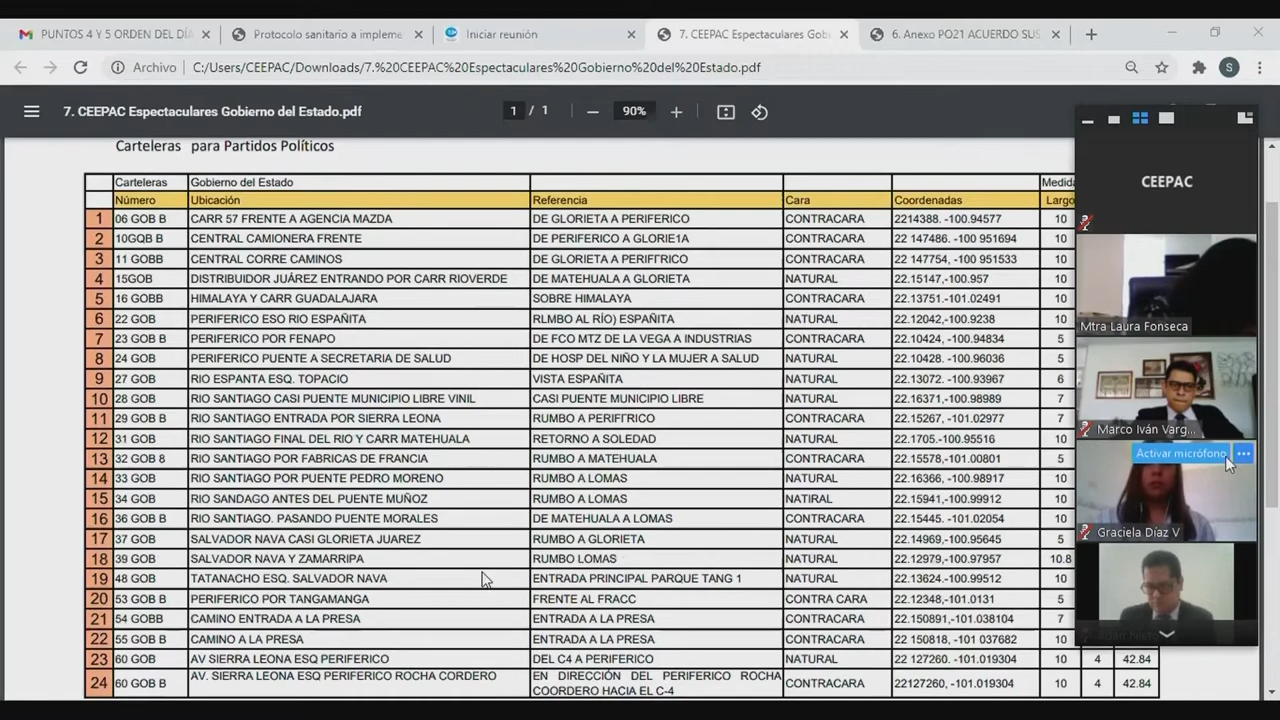 PUNTOS 4 Y 5 ORDEN DEL DÍA
Protocolo sanitario a impleme
Iniciar reunión
7. CEEPAC Espectaculares Gob
6. Anexo PO21 ACUERDO SUS
Archivo
C:/Users/CEEPAC/Downloads/7.%20CEEPAC%20Espectaculares%20Gobierno%20del%20Estado.pdf
S
7. CEEPAC Espectaculares Gobierno del Estado.pdf
1 / 1
90%
Carteleras para Partidos Políticos
Carteleras Gobierno del Estado Medida
Número Ubicación Referencia Cara Coordenadas Largo
1 06 GOB B CARR 57 FRENTE A AGENCIA MAZDA DE GLORIETA A PERIFERICO CONTRACARA 2214388. -100.94577 10
2 10GQB B CENTRAL CAMIONERA FRENTE DE PERIFERICO A GLORIE1A CONTRACARA 22 147486. -100 951694 10
3 11 GOBB CENTRAL CORRE CAMINOS DE GLORIETA A PERIFГRICO CONTRACARA 22 147754, -100 951533 10
4 15GOB DISTRIBUIDOR JUÁREZ ENTRANDO POR CARR RIOVERDE DE MATEHUALA A GLORIETA NATURAL 22.15147,-100.957 10
5 16 GOBB HIMALAYA Y CARR GUADALAJARA SOBRE HIMALAYA CONTRACARA 22.13751.-101.02491 10
6 22 GOB PERIFERICO ESO RIO ESPAÑITA RLMBO AL RÍO) ESPAÑITA NATURAL 22.12042,-100.9238 10
7 23 GOB B PERIFERICO POR FENAPO DE FCO MTZ DE LA VEGA A INDUSTRIAS CONTRACARA 22.10424,-100.94834 5
8 24 GOB PERIFERICO PUENTE A SECRETARIA DE SALUD DE HOSP DEL NIÑO Y LA MUJER A SALUD NATURAL 22.10428. -100.96036 5
9 27 GOB RIO ESPANTA ESQ. TOPACIO VISTA ESPAÑITA NATURAL 22.13072. -100.93967 6
10 28 GOB RIO SANTIAGO CASI PUENTE MUNICIPIO LIBRE VINIL CASI PUENTE MUNICIPIO LIBRE NATURAL 22.16371,-100.98989 7
11 29 GOB B RIO SANTIAGO ENTRADA POR SIERRA LEONA RUMBO A PERIFГRICO CONTRACARA 22.15267, -101.02977 7
12 31 GOB RIO SANTIAGO FINAL DEL RIO Y CARR MATEHUALA RETORNO A SOLEDAD NATURAL 22.1705.-100.95516 10
13 32 GOB 8 RIO SANTIAGO POR FABRICAS DE FRANCIA RUMBO A MATEHUALA CONTRACARA 22.15578,-101.00801 5
14 33 GOB RIO SANTIAGO POR PUENTE PEDRO MORENO RUMBO A LOMAS NATURAL 22.16366, -100.98917 10
15 34 GOB RIO SANDAGO ANTES DEL PUENTE MUÑOZ RUMBO A LOMAS NATIRAL 22.15941,-100.99912 10
16 36 GOB B RIO SANTIAGO. PASANDO PUENTE MORALES DE MATEHUALA A LOMAS CONTRACARA 22.15445. -101.02054 10
17 37 GOB SALVADOR NAVA CASI GLORIETA JUAREZ RUMBO A GLORIETA NATURAL 22.14969,-100.95645 5
18 39 GOB SALVADOR NAVA Y ZAMARRIPA RUMBO LOMAS NATURAL 22.12979,-100.97957 10.8
19 48 GOB TATANACHO ESQ. SALVADOR NAVA ENTRADA PRINCIPAL PARQUE TANG 1 NATURAL 22.13624.-100.99512 10
20 53 GOB B PERIFERICO POR TANGAMANGA FRENTE AL FRACC CONTRA CARA 22.12348,-101.0131 5
21 54 GOBB CAMINO ENTRADA A LA PRESA ENTRADA A LA PRESA CONTRACARA 22.150891,-101.038104 7
22 55 GOB B CAMINO A LA PRESA ENTRADA A LA PRESA CONTRACARA 22 150818, -101 037682 10
23 60 GOB AV SIERRA LEONA ESQ PERIFERICO DEL C4 A PERIFERICO NATURAL 22 127260. -101.019304 10 4 42.84
24 60 GOB B AV. SIERRA LEONA ESQ PERIFERICO ROCHA CORDERO EN DIRECCIÓN DEL PERIFERICO ROCHA COORDERO HACIA EL C-4 CONTRACARA 22127260, -101.019304 10 4 42.84
CEEPAC
Mtra Laura Fonseca
Marco Iván Varg...
Activar micrófono
Graciela Díaz V